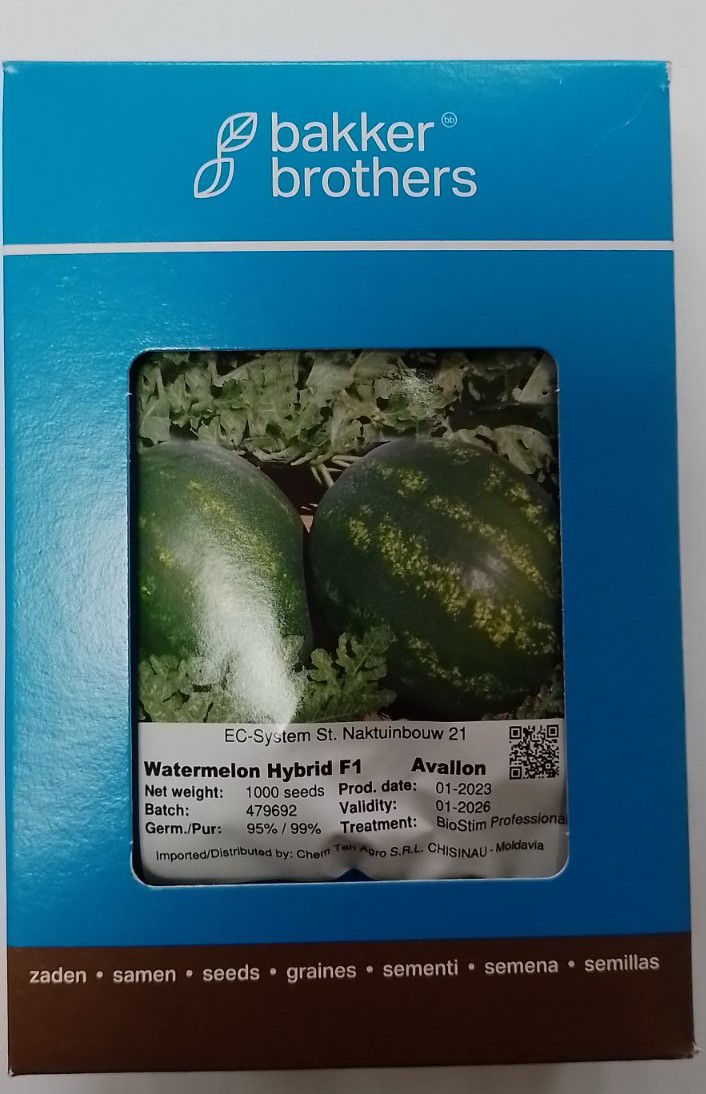 bakker bb
brothers
EC-System St. Naktuinbouw 21
Watermelon Hybrid F1 Avallon
Net weight: 1000 seeds Prod. date: 01-2023
Batch: 479692 Validity: 01-2026
Germ./Pur: 95% / 99% Treatment: BioStim Professional
Imported/Distributed by: Chem Teh Agro S.R.L. CHISINAU - Moldavia
zaden • samen • seeds • graines • sementi • semena • semillas